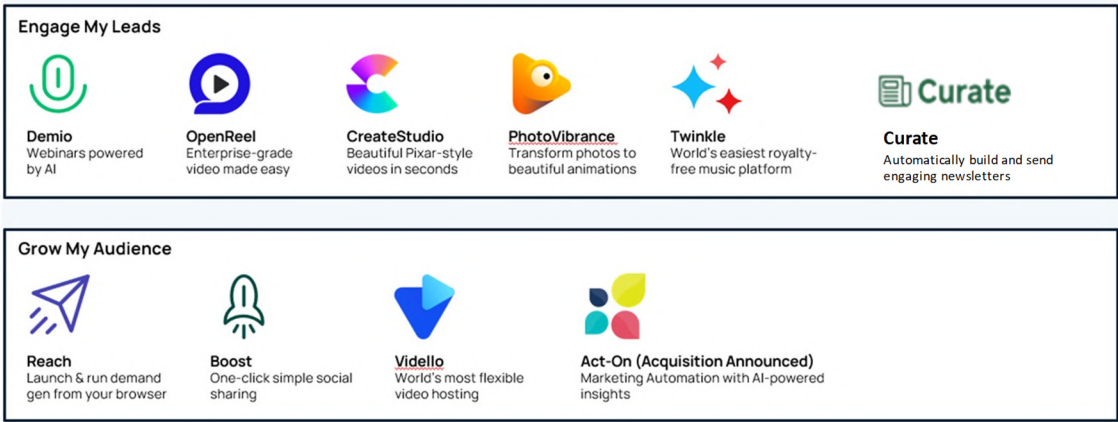 Engage My Leads
Curate
Demio
Webinars powered
by AI
OpenReel
Enterprise-grade
video made easy
CreateStudio
Beautiful Pixar-style
videos in seconds
PhotoVibrance
Transform photos to
beautiful animations
Twinkle
World's easiest royalty-
free music platform
Curate
Automatically build and send
engaging newsletters
Grow My Audience
Reach
Launch & run demand
gen from your browser
Boost
One-click simple social
sharing
Vidello
World's most flexible
video hosting
Act-On (Acquisition Announced)
Marketing Automation with AI-powered
insights